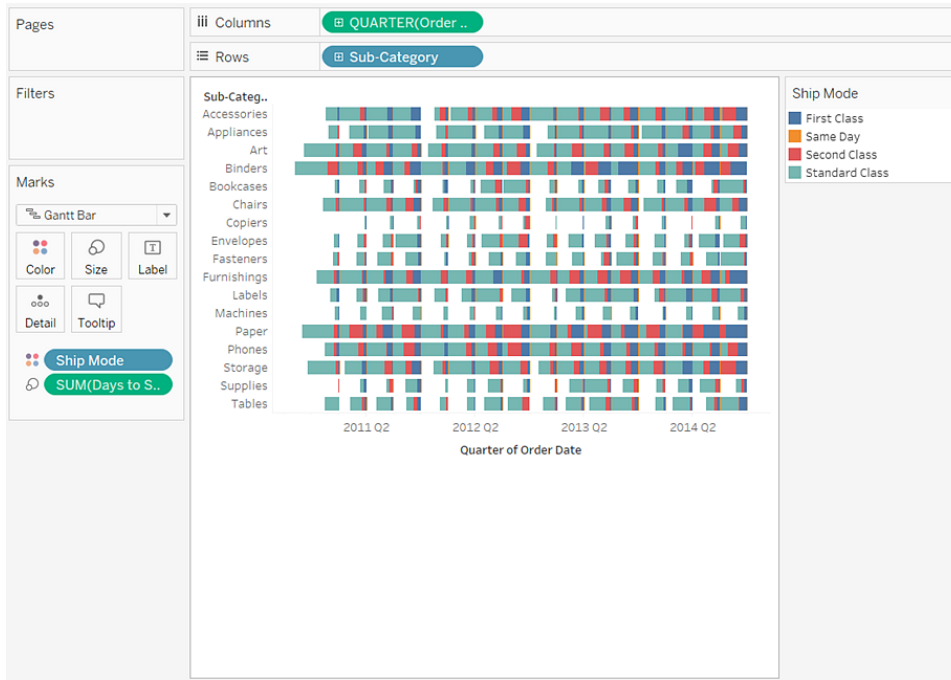 Pages
Columns
QUARTER(Order ..
Rows
Sub-Category
Filters
Marks
Gantt Bar
Color
Size
Label
Detail
Tooltip
Ship Mode
SUM(Days to S..
Sub-Categ..
Accessories
Appliances
Art
Binders
Bookcases
Chairs
Copiers
Envelopes
Fasteners
Furnishings
Labels
Machines
Paper
Phones
Storage
Supplies
Tables
2011 Q2
2012 Q2
2013 Q2
2014 Q2
Quarter of Order Date
Ship Mode
First Class
Same Day
Second Class
Standard Class